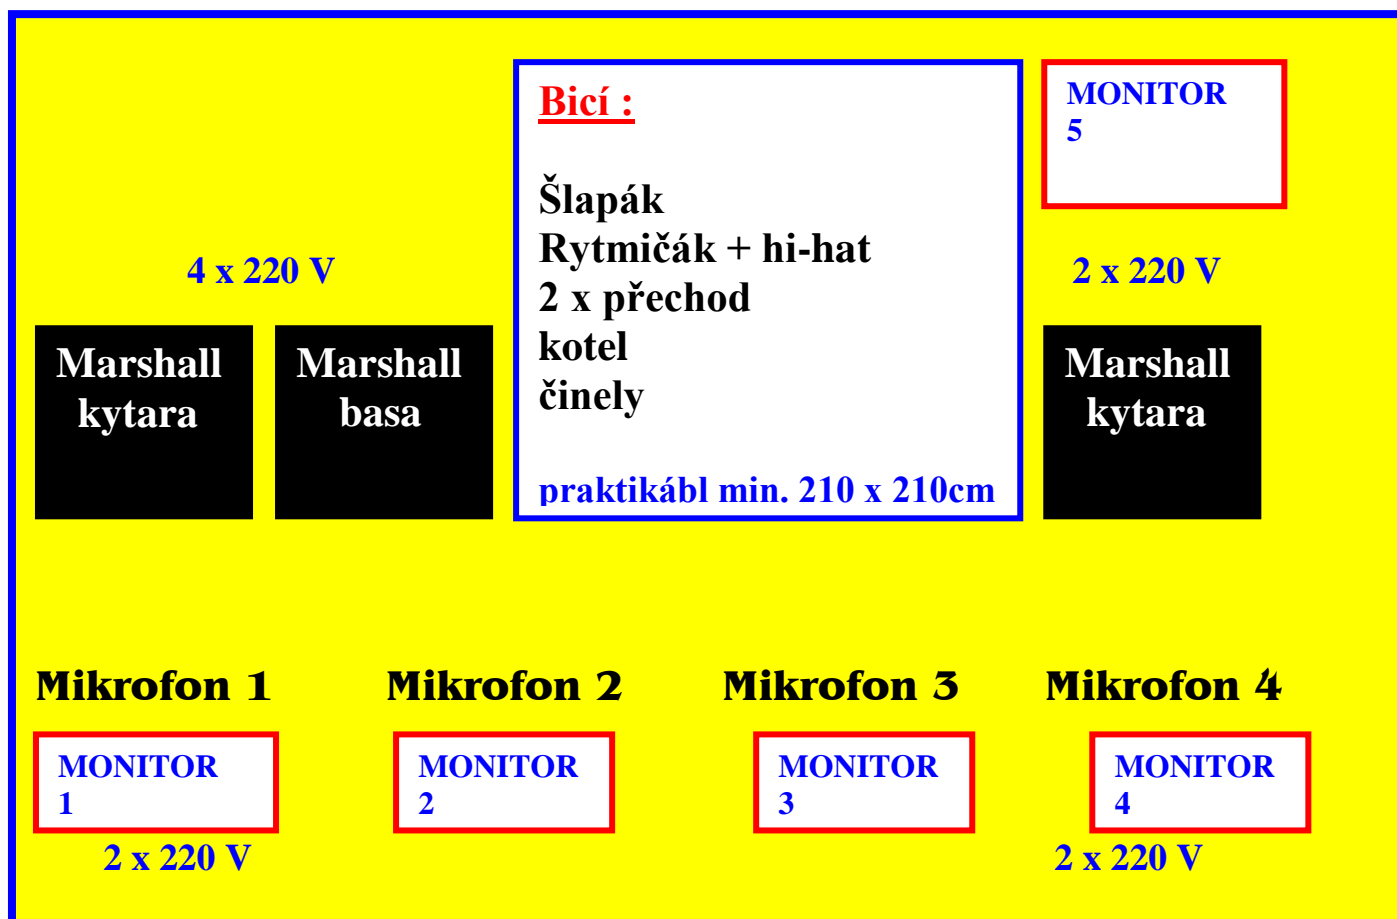 Bicí :
Šlapák
Rytmičák + hi-hat
2 x přechod
kotel
činely
praktikábl min. 210 x 210cm
MONITOR
5
4 x 220 V
2 x 220 V
Marshall
kytara
Marshall
basa
Marshall
kytara
Mikrofon 1
Mikrofon 2
Mikrofon 3
Mikrofon 4
MONITOR
1
MONITOR
2
MONITOR
3
MONITOR
4
2 x 220 V
2 x 220 V